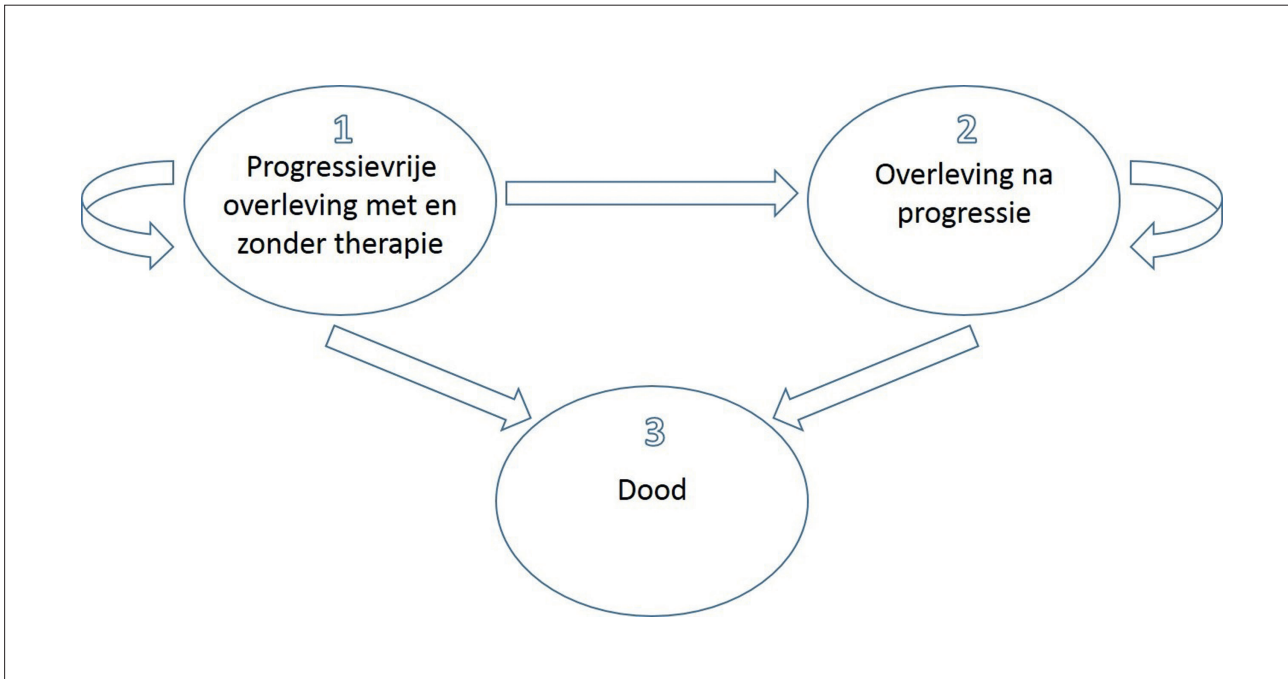 1
Progressievrije
overleving met en
zonder therapie
2
Overleving na
progressie
3
Dood